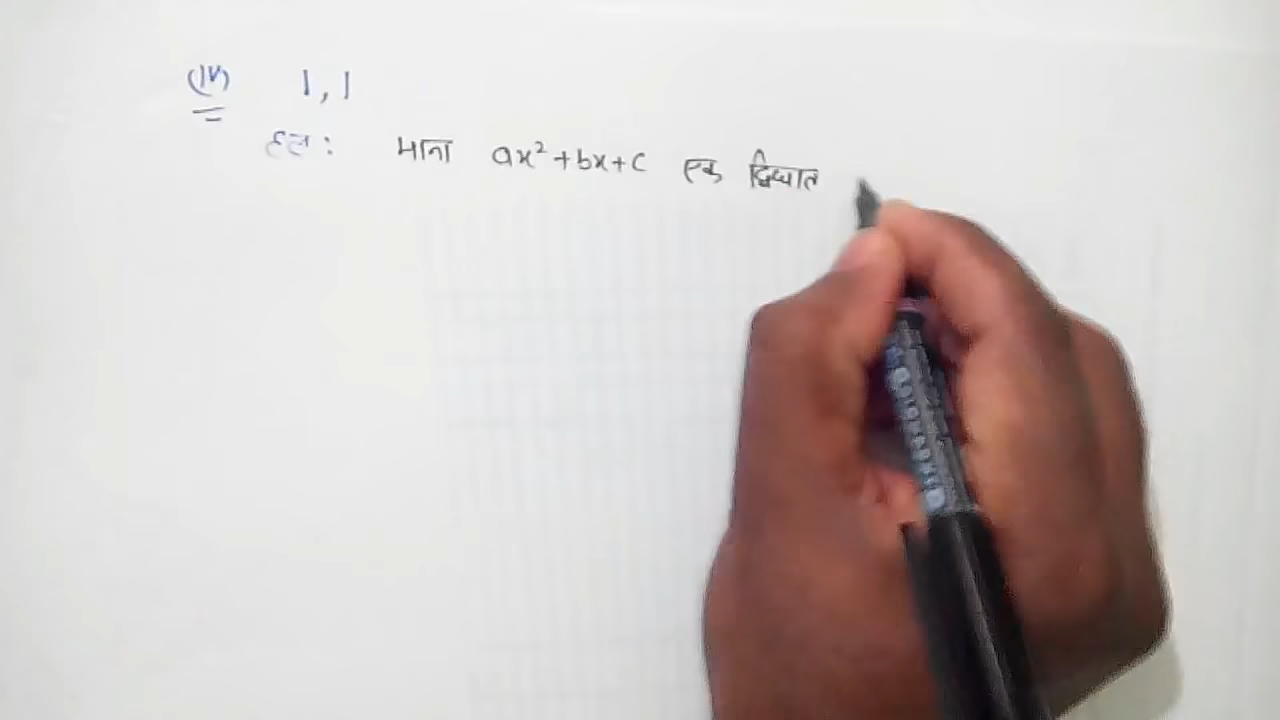 (iv) 1, 1
हल : माना ax²+bx+c एक द्विघात